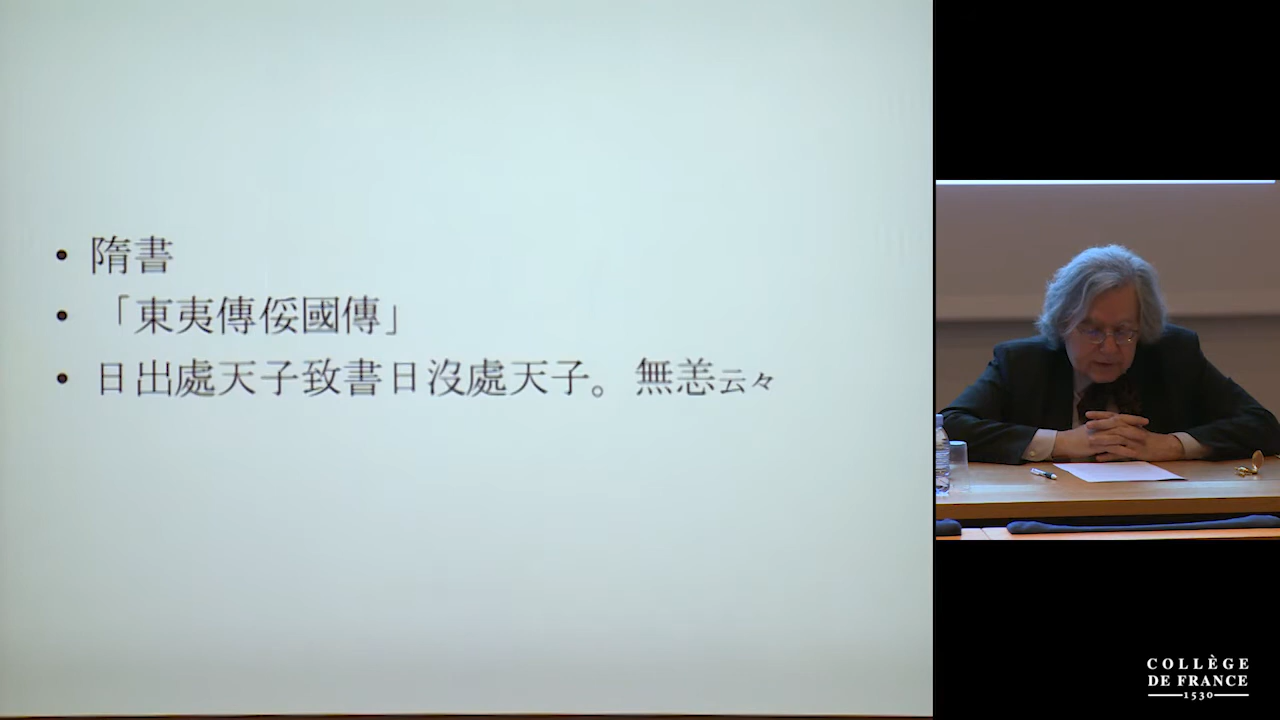 • 隋書
• 「東夷傳俀國傳」
• 日出處天子致書日沒處天子。無恙云々
COLLÈGE
DE FRANCE
1530